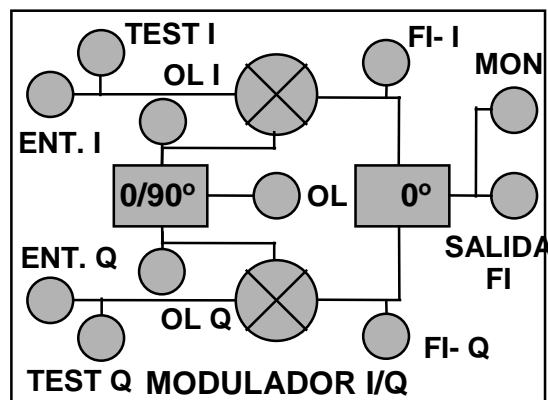 TEST I
FI- I
OL I
MON
ENT. I
0/90º
OL
0º
ENT. Q
SALIDA
FI
OL Q
FI- Q
TEST Q
MODULADOR I/Q